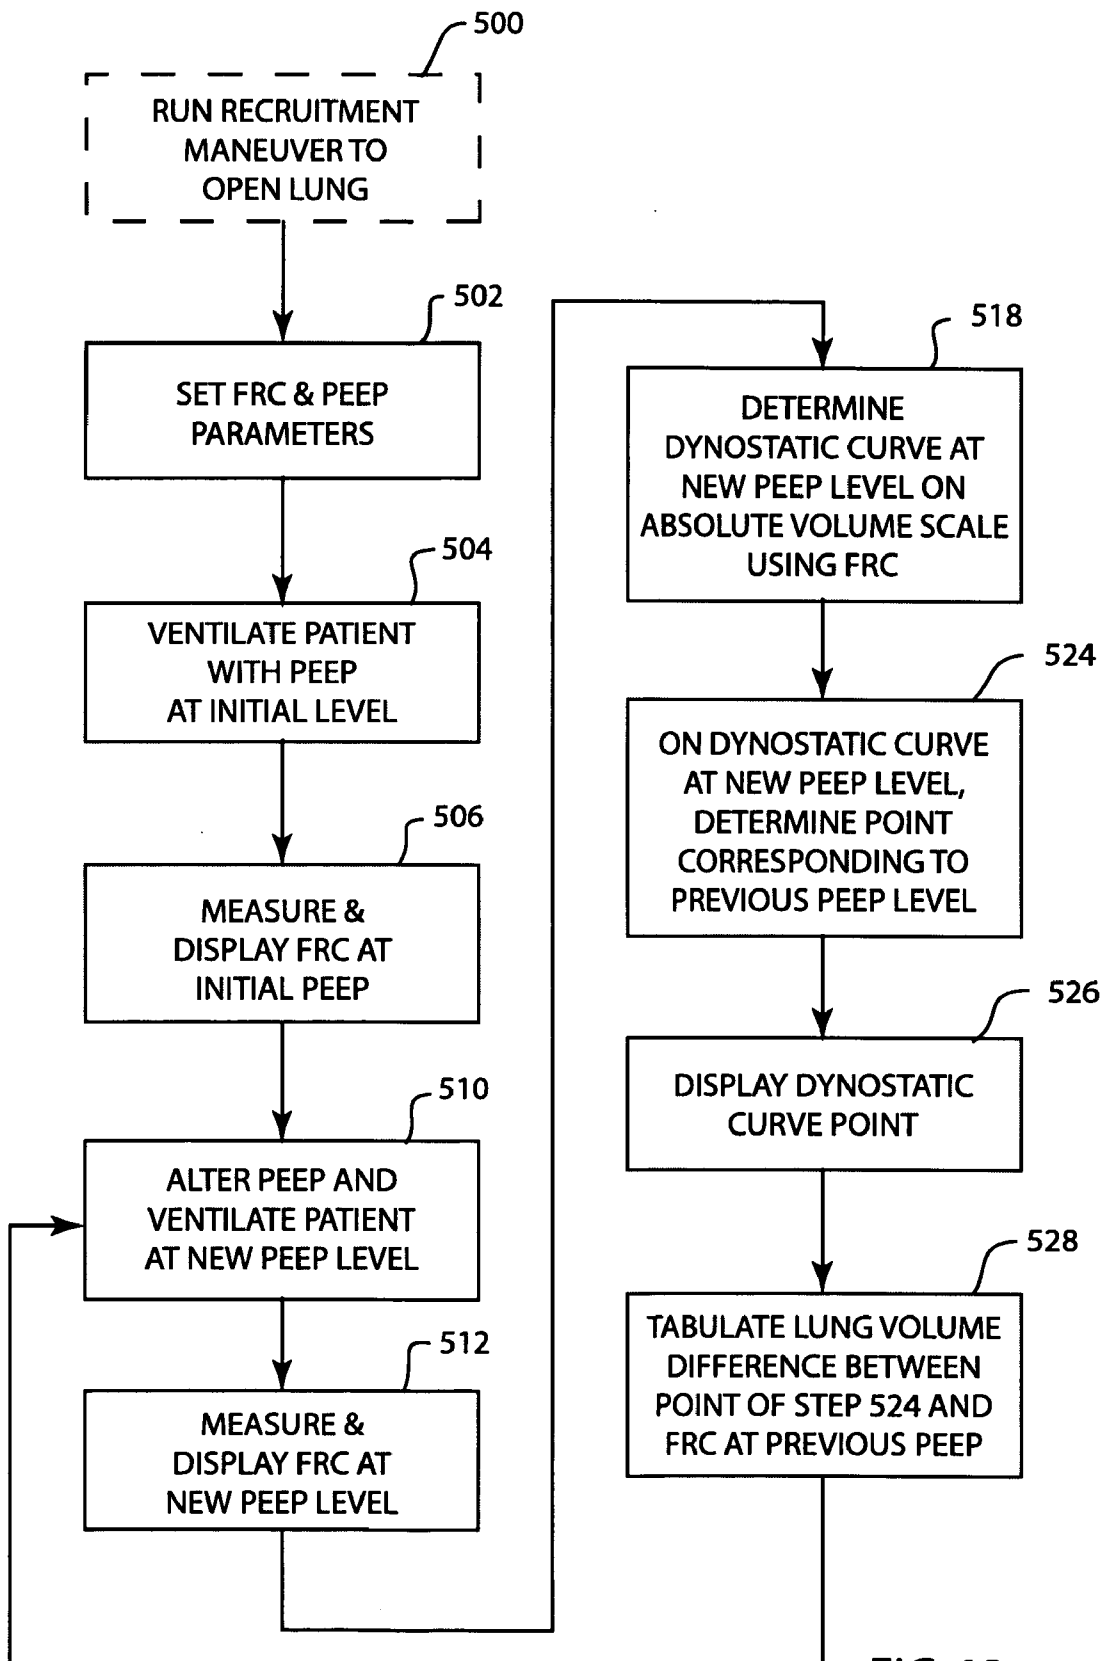 500
RUN RECRUITMENT
MANEUVER TO
OPEN LUNG
502
SET FRC & PEEP
PARAMETERS
504
VENTILATE PATIENT
WITH PEEP
AT INITIAL LEVEL
506
MEASURE &
DISPLAY FRC AT
INITIAL PEEP
510
ALTER PEEP AND
VENTILATE PATIENT
AT NEW PEEP LEVEL
512
MEASURE &
DISPLAY FRC AT
NEW PEEP LEVEL
518
DETERMINE
DYNOSTATIC CURVE AT
NEW PEEP LEVEL ON
ABSOLUTE VOLUME SCALE
USING FRC
524
ON DYNOSTATIC CURVE
AT NEW PEEP LEVEL,
DETERMINE POINT
CORRESPONDING TO
PREVIOUS PEEP LEVEL
526
DISPLAY DYNOSTATIC
CURVE POINT
528
TABULATE LUNG VOLUME
DIFFERENCE BETWEEN
POINT OF STEP 524 AND
FRC AT PREVIOUS PEEP